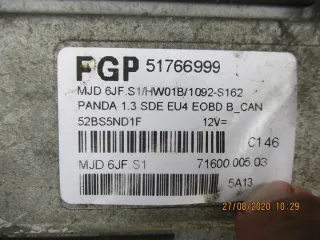 PGP 51766999
MJD 6JF.S1/HW01B/1092-S162
PANDA 1.3 SDE EU4 EOBD B_CAN
52BS5ND1F 12V=
C146
MJD 6JF S1 71600.005.03
5A13
27/08/2020 10:29